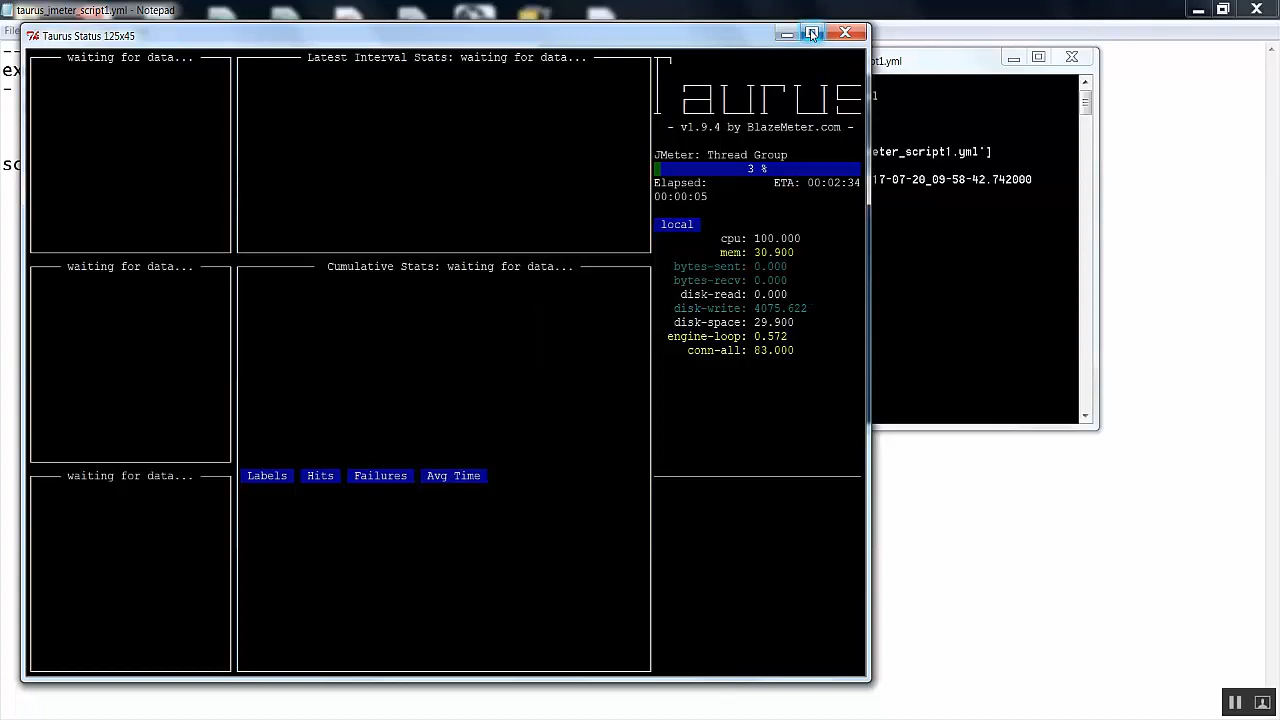 taurus_jmeter_script1.yml - Notepad
Taurus Status 125x45
waiting for data...
Latest Interval Stats: waiting for data...
Taurus
- v1.9.4 by BlazeMeter.com -
JMeter: Thread Group
3 %
Elapsed: ETA: 00:02:34
00:00:05
local
cpu: 100.000
mem: 30.900
bytes-sent: 0.000
bytes-recv: 0.000
disk-read: 0.000
disk-write: 4075.622
disk-space: 29.900
engine-loop: 0.572
conn-all: 83.000
waiting for data...
Cumulative Stats: waiting for data...
waiting for data...
Labels Hits Failures Avg Time
pt1.yml
l
eter_script1.yml']
17-07-20_09-58-42.742000
--
ex
-
sc